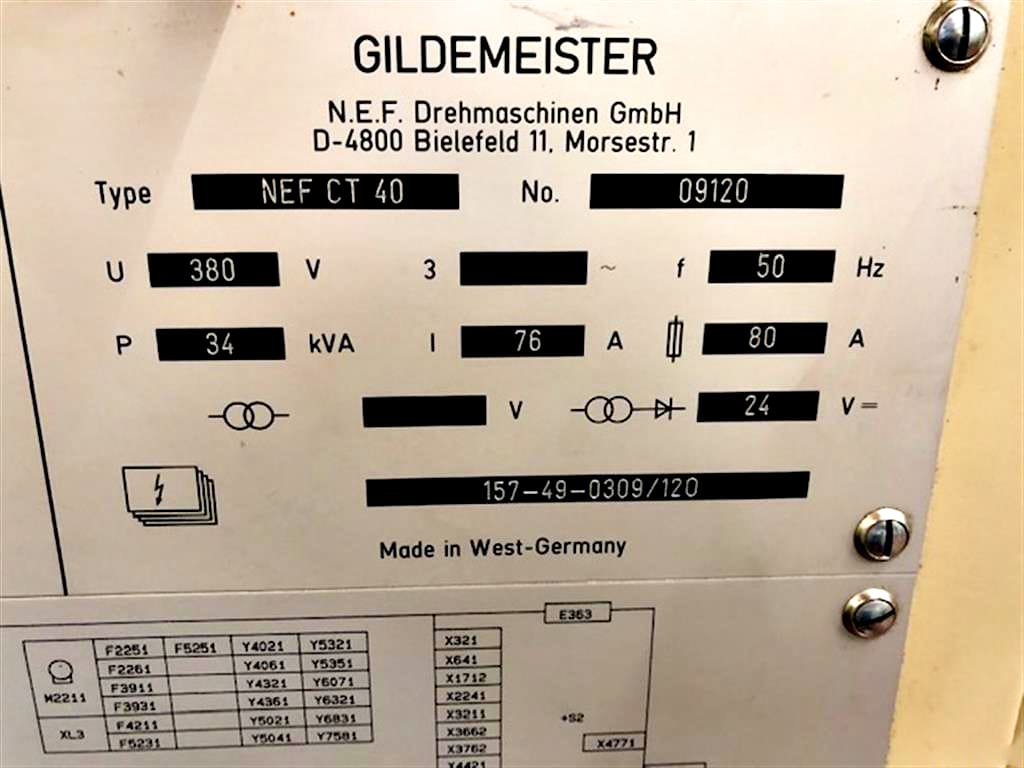 GILDEMEISTER
N.E.F. Drehmaschinen GmbH
D-4800 Bielefeld 11, Morsestr. 1
Type NEF CT 40 No. 09120
U 380 V 3 ~ f 50 Hz
P 34 kVA I 76 A 80 A
V 24 V=
157-49-0309/120
Made in West-Germany
E363
F2251 F5251 Y4021 Y5321 X321
F2261 Y4061 Y5351 X641
M2211 F3911 Y4321 Y6071 X1712
F3931 Y4361 Y6321 X2241
XL3 F4211 Y5021 Y6831 X3211 +S2
F5231 Y5041 Y7581 X3662
X3762 X4771
X4421